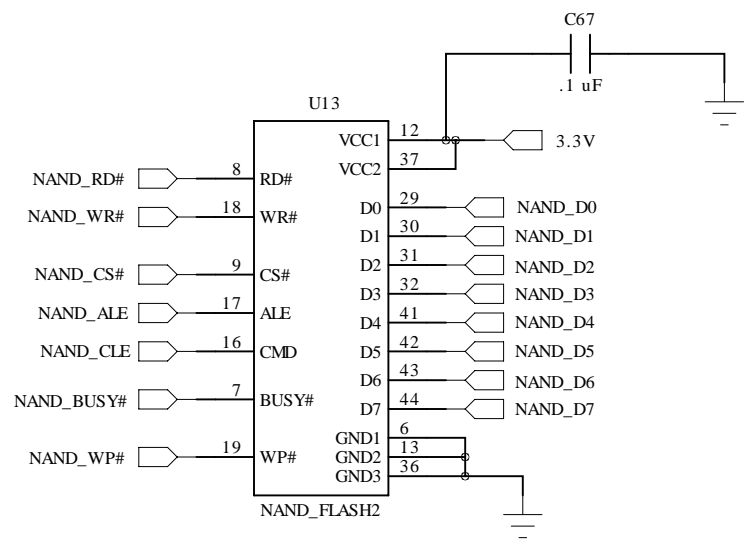 C67
.1 uF
U13
VCC1 12
3.3V
VCC2 37
NAND_RD# 8 RD#
D0 29 NAND_D0
NAND_WR# 18 WR#
D1 30 NAND_D1
D2 31 NAND_D2
NAND_CS# 9 CS#
D3 32 NAND_D3
NAND_ALE 17 ALE
D4 41 NAND_D4
NAND_CLE 16 CMD
D5 42 NAND_D5
D6 43 NAND_D6
NAND_BUSY# 7 BUSY#
D7 44 NAND_D7
GND1 6
NAND_WP# 19 WP#
GND2 13
GND3 36
NAND_FLASH2